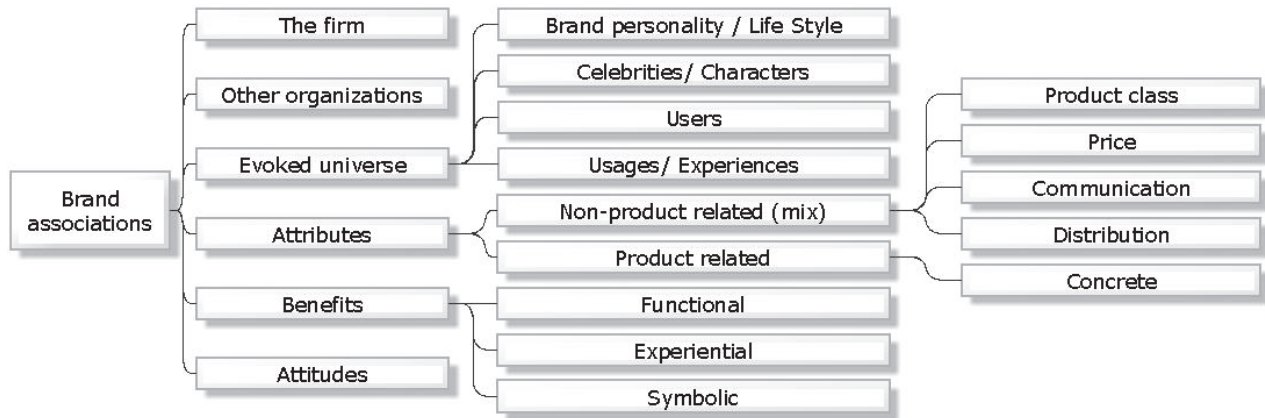 Brand
associations
The firm
Other organizations
Evoked universe
Attributes
Benefits
Attitudes
Brand personality / Life Style
Celebrities/ Characters
Users
Usages/ Experiences
Non-product related (mix)
Product related
Functional
Experiential
Symbolic
Product class
Price
Communication
Distribution
Concrete